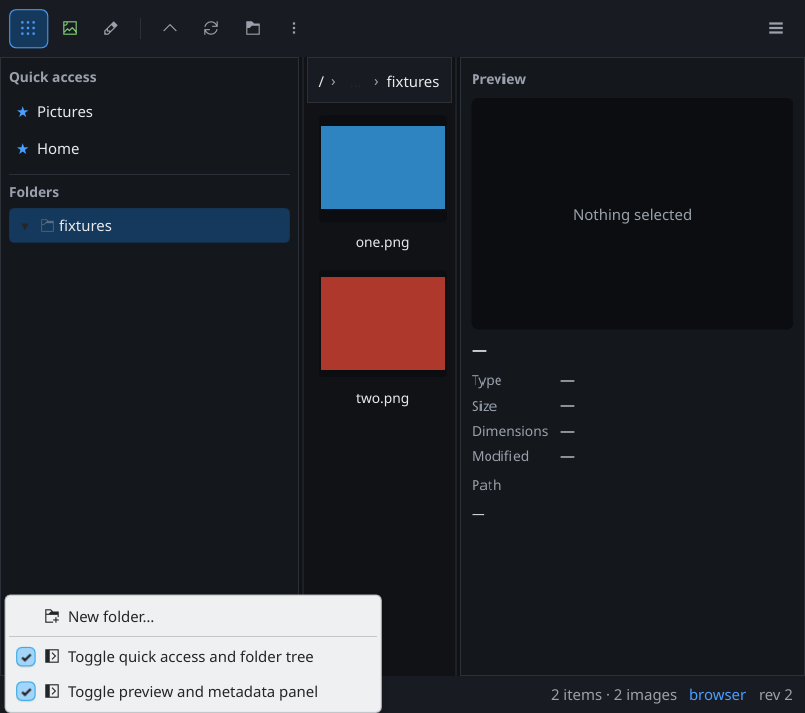 Quick access
Pictures
Home
Folders
fixtures
/ › … › fixtures
one.png
two.png
Preview
Nothing selected
—
Type —
Size —
Dimensions —
Modified —
Path
—
New folder...
Toggle quick access and folder tree
Toggle preview and metadata panel
2 items · 2 images browser rev 2